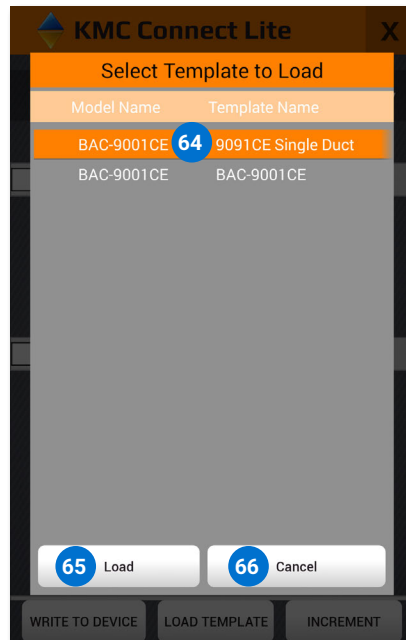 KMC Connect Lite X
Select Template to Load
Model Name Template Name
BAC-9001CE 64 9091CE Single Duct
BAC-9001CE BAC-9001CE
65 Load 66 Cancel
WRITE TO DEVICE LOAD TEMPLATE INCREMENT